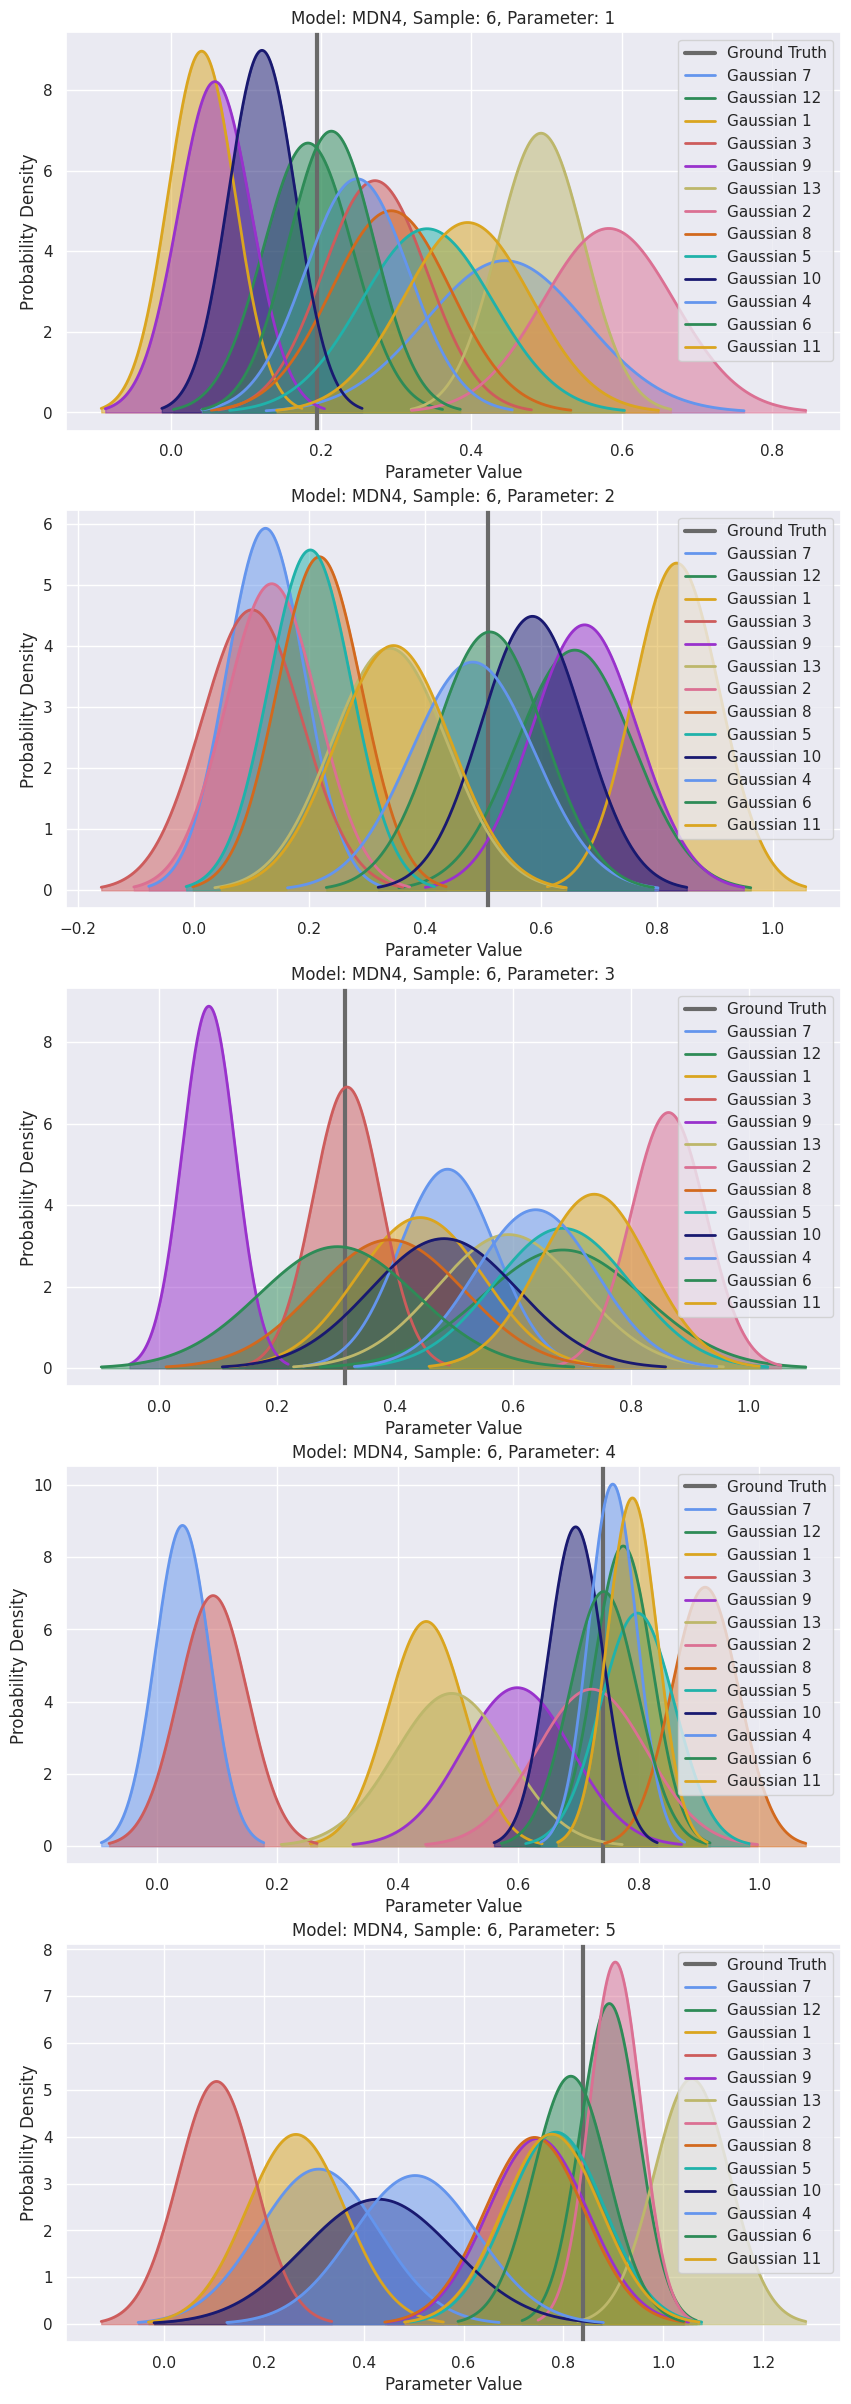 Model: MDN4, Sample: 6, Parameter: 1
Probability Density
8
6
4
2
0
Ground Truth
Gaussian 7
Gaussian 12
Gaussian 1
Gaussian 3
Gaussian 9
Gaussian 13
Gaussian 2
Gaussian 8
Gaussian 5
Gaussian 10
Gaussian 4
Gaussian 6
Gaussian 11
0.0 0.2 0.4 0.6 0.8
Parameter Value
Model: MDN4, Sample: 6, Parameter: 2
Probability Density
6
5
4
3
2
1
0
Ground Truth
Gaussian 7
Gaussian 12
Gaussian 1
Gaussian 3
Gaussian 9
Gaussian 13
Gaussian 2
Gaussian 8
Gaussian 5
Gaussian 10
Gaussian 4
Gaussian 6
Gaussian 11
−0.2 0.0 0.2 0.4 0.6 0.8 1.0
Parameter Value
Model: MDN4, Sample: 6, Parameter: 3
Probability Density
8
6
4
2
0
Ground Truth
Gaussian 7
Gaussian 12
Gaussian 1
Gaussian 3
Gaussian 9
Gaussian 13
Gaussian 2
Gaussian 8
Gaussian 5
Gaussian 10
Gaussian 4
Gaussian 6
Gaussian 11
0.0 0.2 0.4 0.6 0.8 1.0
Parameter Value
Model: MDN4, Sample: 6, Parameter: 4
Probability Density
10
8
6
4
2
0
Ground Truth
Gaussian 7
Gaussian 12
Gaussian 1
Gaussian 3
Gaussian 9
Gaussian 13
Gaussian 2
Gaussian 8
Gaussian 5
Gaussian 10
Gaussian 4
Gaussian 6
Gaussian 11
0.0 0.2 0.4 0.6 0.8 1.0
Parameter Value
Model: MDN4, Sample: 6, Parameter: 5
Probability Density
8
7
6
5
4
3
2
1
0
Ground Truth
Gaussian 7
Gaussian 12
Gaussian 1
Gaussian 3
Gaussian 9
Gaussian 13
Gaussian 2
Gaussian 8
Gaussian 5
Gaussian 10
Gaussian 4
Gaussian 6
Gaussian 11
0.0 0.2 0.4 0.6 0.8 1.0 1.2
Parameter Value